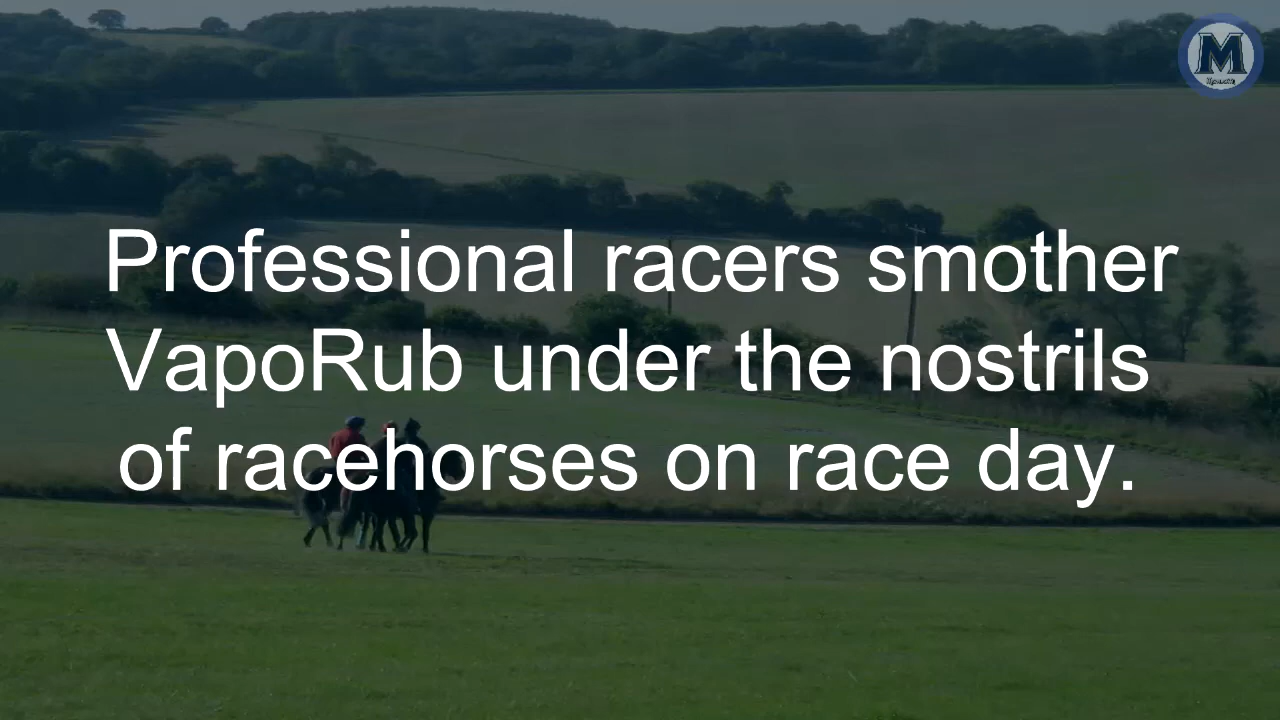 M
Professional racers smother
VapoRub under the nostrils
of racehorses on race day.